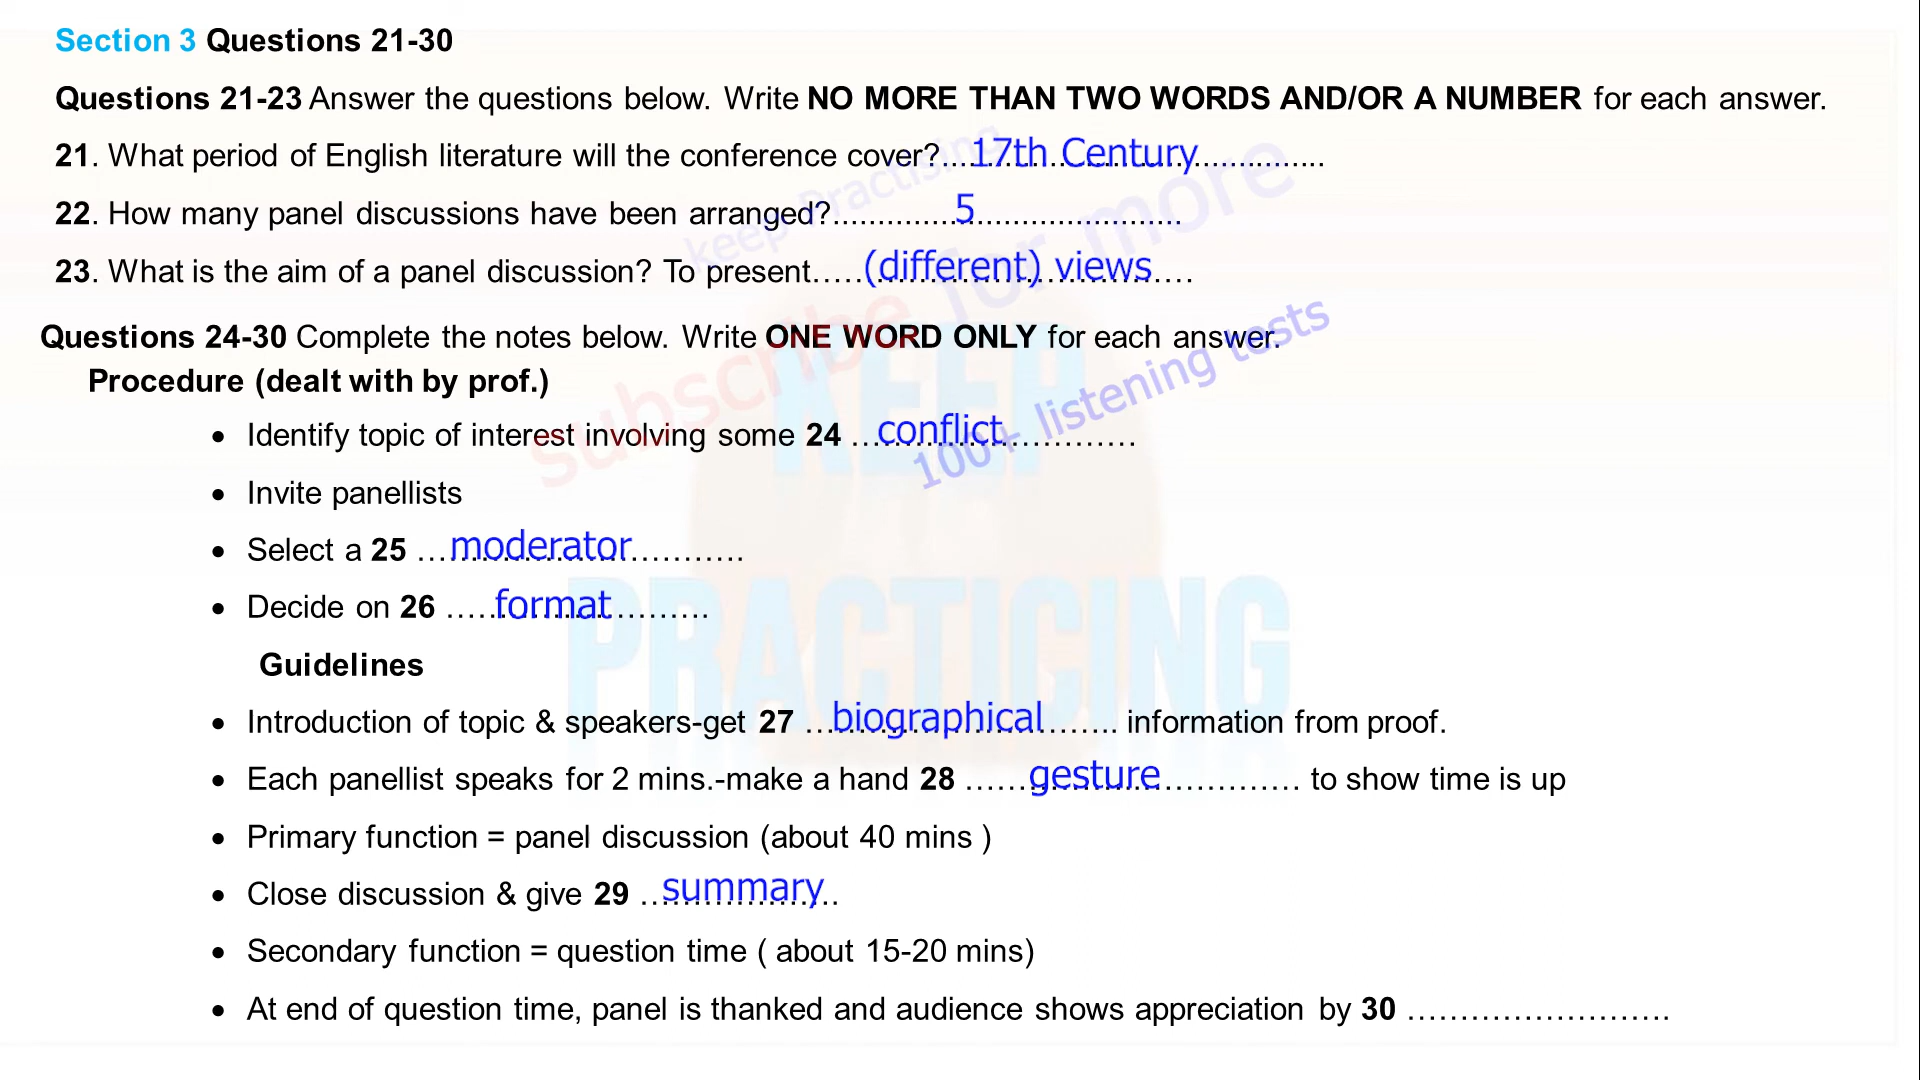 Section 3 Questions 21-30
Questions 21-23 Answer the questions below. Write NO MORE THAN TWO WORDS AND/OR A NUMBER for each answer.
21. What period of English literature will the conference cover?....17th Century..............
22. How many panel discussions have been arranged?..............5.......................
23. What is the aim of a panel discussion? To present.....(different) views....
keep Practising
subscribe for more
100+ listening tests
KEEP
PRACTICING
Questions 24-30 Complete the notes below. Write ONE WORD ONLY for each answer.
Procedure (dealt with by prof.)
• Identify topic of interest involving some 24 …conflict…………
• Invite panellists
• Select a 25 …moderator………..
• Decide on 26 …..format………
Guidelines
• Introduction of topic & speakers-get 27 …biographical…….. information from proof.
• Each panellist speaks for 2 mins.-make a hand 28 ……gesture………… to show time is up
• Primary function = panel discussion (about 40 mins )
• Close discussion & give 29 ..summary..
• Secondary function = question time ( about 15-20 mins)
• At end of question time, panel is thanked and audience shows appreciation by 30 …………………….